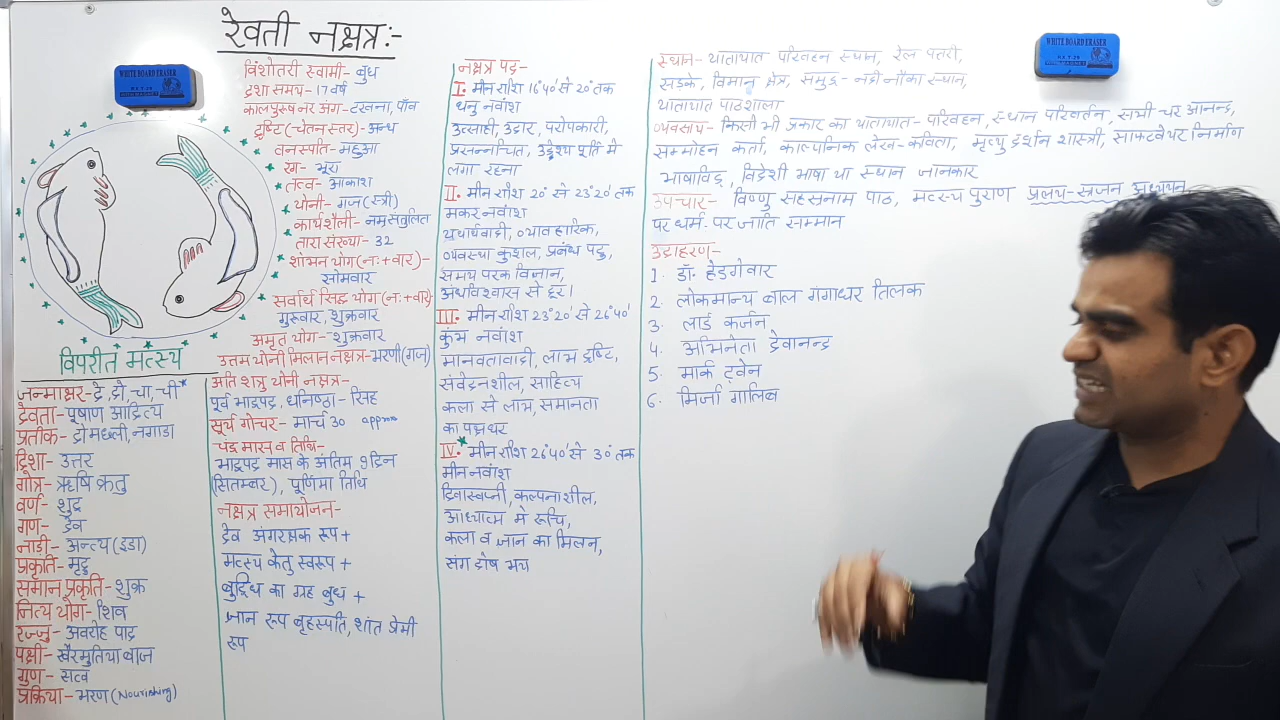 रेवती नक्षत्र:-
WHITE BOARD ERASER
WHITE BOARD ERASER
विपरीत मत्स्य
जन्माक्षर- दे, दो, चा, ची*
देवता- पूषाण आदित्य
प्रतीक- दो मछली, नगाडा
दिशा- उत्तर
गोत्र- ऋषि क्रतु
वर्ण- शुद्र
गण- देव
नाडी- अन्त्य (इडा)
प्रकृति- मृदु
समान प्रकृति- शुक्र
नित्य योग- शिव
रज्जु- अवरोह पाद
पक्षी- खैरमुतिया बाज
गुण- सत्व
प्रक्रिया- भरण (Nourishing)
विंशोतरी स्वामी- बुध
दशा समय- 17 वर्ष
कालपुरुष नर अंग- टखना, पाँव
दृष्टि (चेतनस्तर)- अन्ध
वनस्पति- महुआ
रंग- भूरा
तत्व- आकाश
योनी- गज (स्त्री)
कार्यशैली- नम्र संतुलित
तारा संख्या- 32
शोभन योग (न:+वार)-
सोमवार
सर्वार्थ सिद्ध योग (न:+वार)-
गुरूवार, शुक्रवार
अमृत योग- शुक्रवार
उत्तम योनी मिलान नक्षत्र- भरणी (गज)
अति शत्रु योनी नक्षत्र-
पूर्व भाद्रपद, धनिष्ठा- सिंह
सूर्य गोचर- मार्च 30 approx
चंद्र मास व तिथि-
भाद्रपद मास के अंतिम 9 दिन
(सितम्बर), पूर्णिमा तिथि
नक्षत्र समायोजन-
देव अंगरक्षक रूप +
मत्स्य केतु स्वरूप +
बुद्धि का ग्रह बुध +
ज्ञान रूप बृहस्पति, शांत प्रेमी
रूप
नक्षत्र पद-
I. मीन राशि 16°40' से 20° तक
धनु नवांश
उत्साही, उदार, परोपकारी,
प्रसन्नचित, उद्देश्य पूर्ति मे
लगा रहना
II. मीन राशि 20° से 23°20' तक
मकर नवांश
यथार्थवादी, व्यावहारिक,
व्यवस्था कुशल, प्रबंध पटु,
समय परक विज्ञान,
अंधविश्वास से दूर।
III. मीन राशि 23°20' से 26°40'
कुंभ नवांश
मानवतावादी, लाभ दृष्टि,
संवेदनशील, साहित्य
कला से लाभ, समानता
का पक्षधर
IV.* मीन राशि 26°40' से 30° तक
मीन नवांश
दिवास्वप्नी, कल्पनाशील,
आध्यात्म मे रूचि,
कला व ज्ञान का मिलन,
संग दोष भय
स्थान- यातायात परिवहन स्थान, रेल पटरी,
सड़के, विमान क्षेत्र, समुद्र-नदी नौका स्थान,
यातायात पाठशाला
व्यवसाय- किसी भी प्रकार का यातायात- परिवहन, स्थान परिवर्तन, सभी चर आनन्द,
सम्मोहन कर्ता, काल्पनिक लेख-कविता, मृत्यु दर्शन शास्त्री, साफ्टवेयर निर्माण
भाषाविद्, विदेशी भाषा या स्थान जानकार
उपचार- विष्णु सहसनाम पाठ, मत्स्य पुराण प्रलय-सृजन अध्ययन
पर धर्म- पर जाति सम्मान
उदाहरण-
1. डॉ. हेडगेवार
2. लोकमान्य बाल गंगाधर तिलक
3. लार्ड कर्जन
4. अभिनेता देवानन्द
5. मार्क ट्वेन
6. मिर्जा गालिब